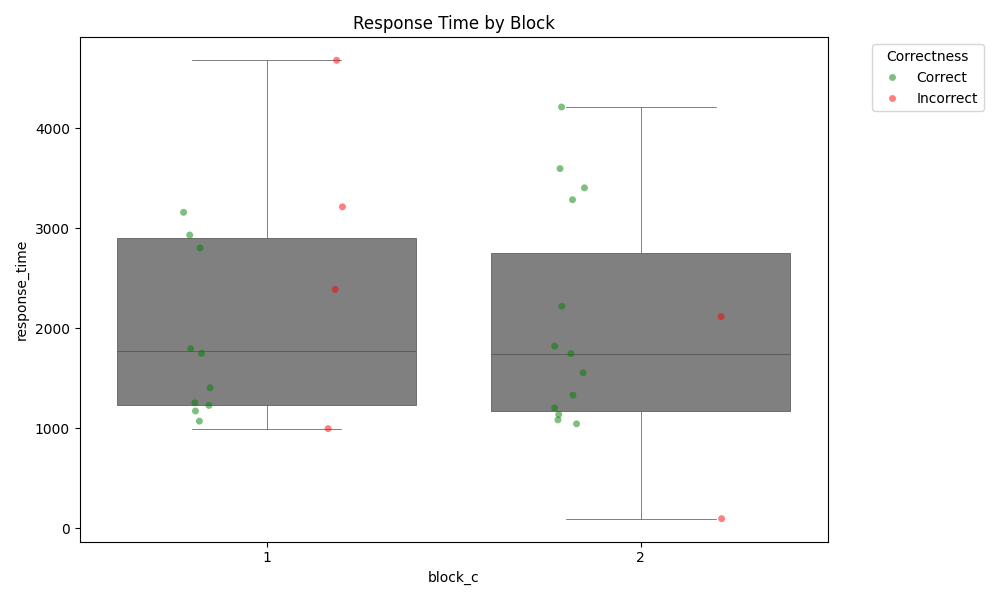 Response Time by Block
Correctness
Correct
Incorrect
4000
3000
2000
1000
0
response_time
1
2
block_c